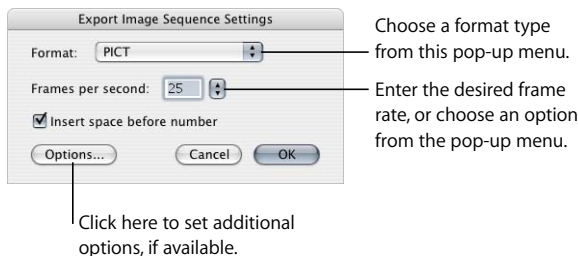 Export Image Sequence Settings
Format: PICT
Frames per second: 25
Insert space before number
Options... Cancel OK
Choose a format type
from this pop-up menu.
Enter the desired frame
rate, or choose an option
from the pop-up menu.
Click here to set additional
options, if available.